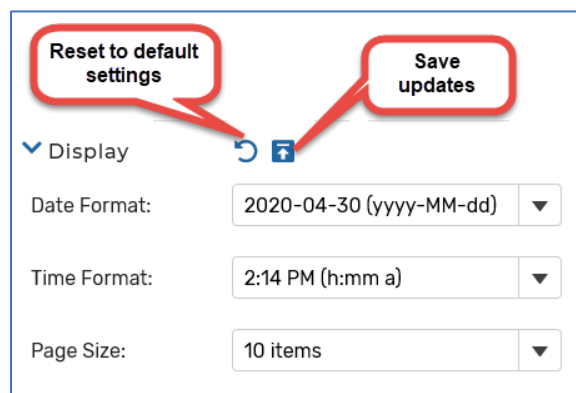 Reset to default
settings
Save
updates
Display
Date Format:
2020-04-30 (yyyy-MM-dd)
Time Format:
2:14 PM (h:mm a)
Page Size:
10 items